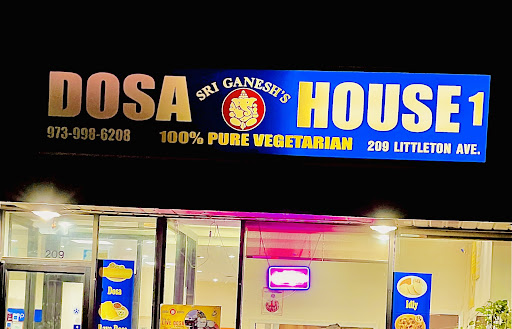 DOSA SRI GANESH'S HOUSE 1
973-998-6208 100% PURE VEGETARIAN 209 LITTLETON AVE.
209
Dosa
Idly